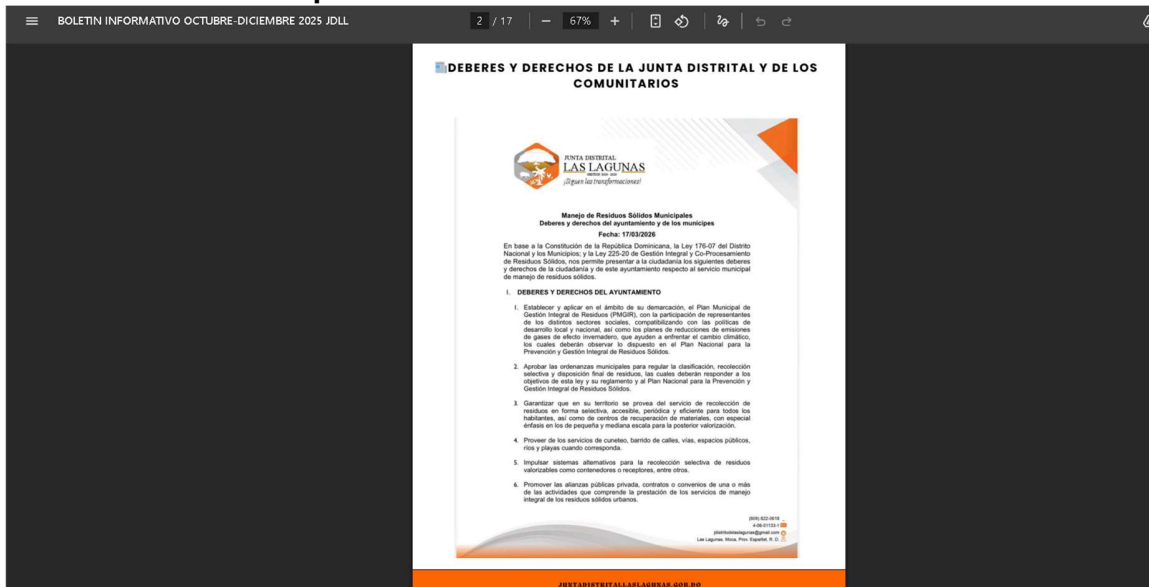 BOLETIN INFORMATIVO OCTUBRE-DICIEMBRE 2025 JDLL
2 / 17
67%
DEBERES Y DERECHOS DE LA JUNTA DISTRITAL Y DE LOS
COMUNITARIOS
JUNTA DISTRITAL
LAS LAGUNAS
¡Siguen las transformaciones!
Manejo de Residuos Sólidos Municipales
Deberes y derechos del ayuntamiento y de los munícipes
Fecha: 17/03/2026
En base a la Constitución de la República Dominicana, la Ley 176-07 del Distrito
Nacional y los Municipios; y la Ley 225-20 de Gestión Integral y Co-Procesamiento
de Residuos Sólidos, nos permite presentar a la ciudadanía los siguientes deberes
y derechos de la ciudadanía y de este ayuntamiento respecto al servicio municipal
de manejo de residuos sólidos.
I. DEBERES Y DERECHOS DEL AYUNTAMIENTO
1. Establecer y aplicar en el ámbito de su demarcación, el Plan Municipal de
Gestión Integral de Residuos (PMGIR), con la participación de representantes
de los distintos sectores sociales, compatibilizando con las políticas de
desarrollo local y nacional, así como los planes de reducciones de emisiones
de gases de efecto invernadero, que ayuden a enfrentar el cambio climático,
los cuales deberán observar lo dispuesto en el Plan Nacional para la
Prevención y Gestión Integral de Residuos Sólidos.
2. Aprobar las ordenanzas municipales para regular la clasificación, recolección
selectiva y disposición final de residuos, las cuales deberán responder a los
objetivos de esta ley y su reglamento y al Plan Nacional para la Prevención y
Gestión Integral de Residuos Sólidos.
3. Garantizar que en su territorio se provea del servicio de recolección de
residuos en forma selectiva, accesible, periódica y eficiente para todos los
habitantes, así como de centros de recuperación de materiales, con especial
énfasis en los de pequeña y mediana escala para la posterior valorización.
4. Proveer de los servicios de cuneteo, barrido de calles, vías, espacios públicos,
ríos y playas cuando corresponda.
5. Impulsar sistemas alternativos para la recolección selectiva de residuos
valorizables como contenedores o receptores, entre otros.
6. Promover las alianzas públicas privada, contratos o convenios de una o más
de las actividades que comprende la prestación de los servicios de manejo
integral de los residuos sólidos urbanos.
(809) 822-0618
4-06-01133-1
jdistritodelaslagunas@gmail.com
Las Lagunas, Moca, Prov. Espaillat, R. D.
JUNTADISTRITALLASLAGUNAS.GOB.DO